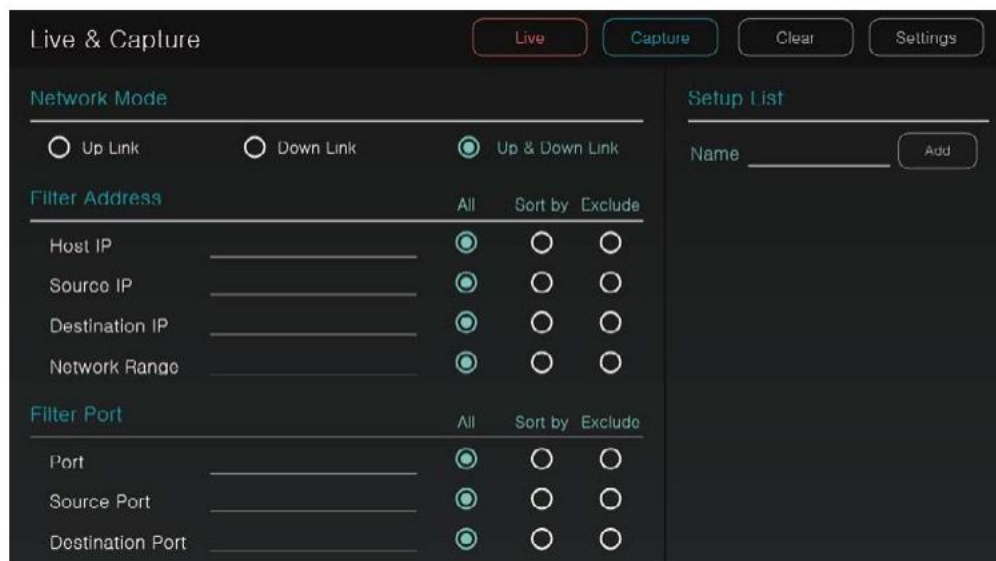 Live & Capture
Live
Capture
Clear
Settings
Network Mode
Up Link
Down Link
Up & Down Link
Filter Address
All
Sort by
Exclude
Host IP
Source IP
Destination IP
Network Range
Filter Port
All
Sort by
Exclude
Port
Source Port
Destination Port
Setup List
Name
Add